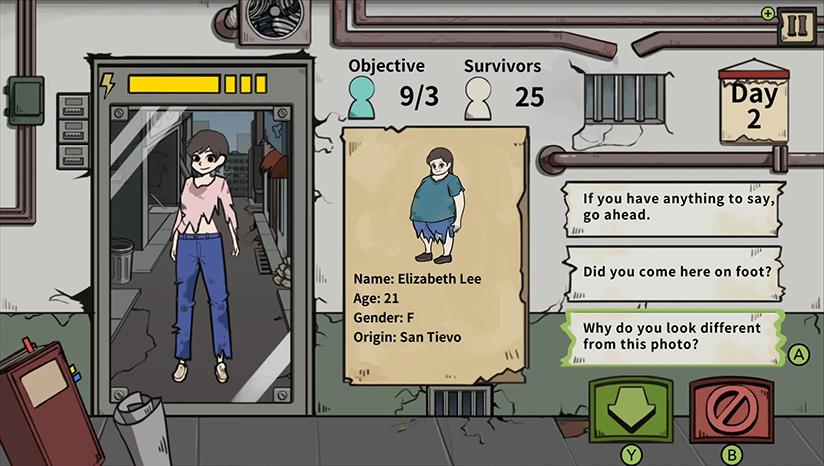 Objective
Survivors
9/3
25
Day
2
If you have anything to say,
go ahead.
Name: Elizabeth Lee
Age: 21
Gender: F
Origin: San Tievo
Did you come here on foot?
Why do you look different
from this photo?
A
Y
B